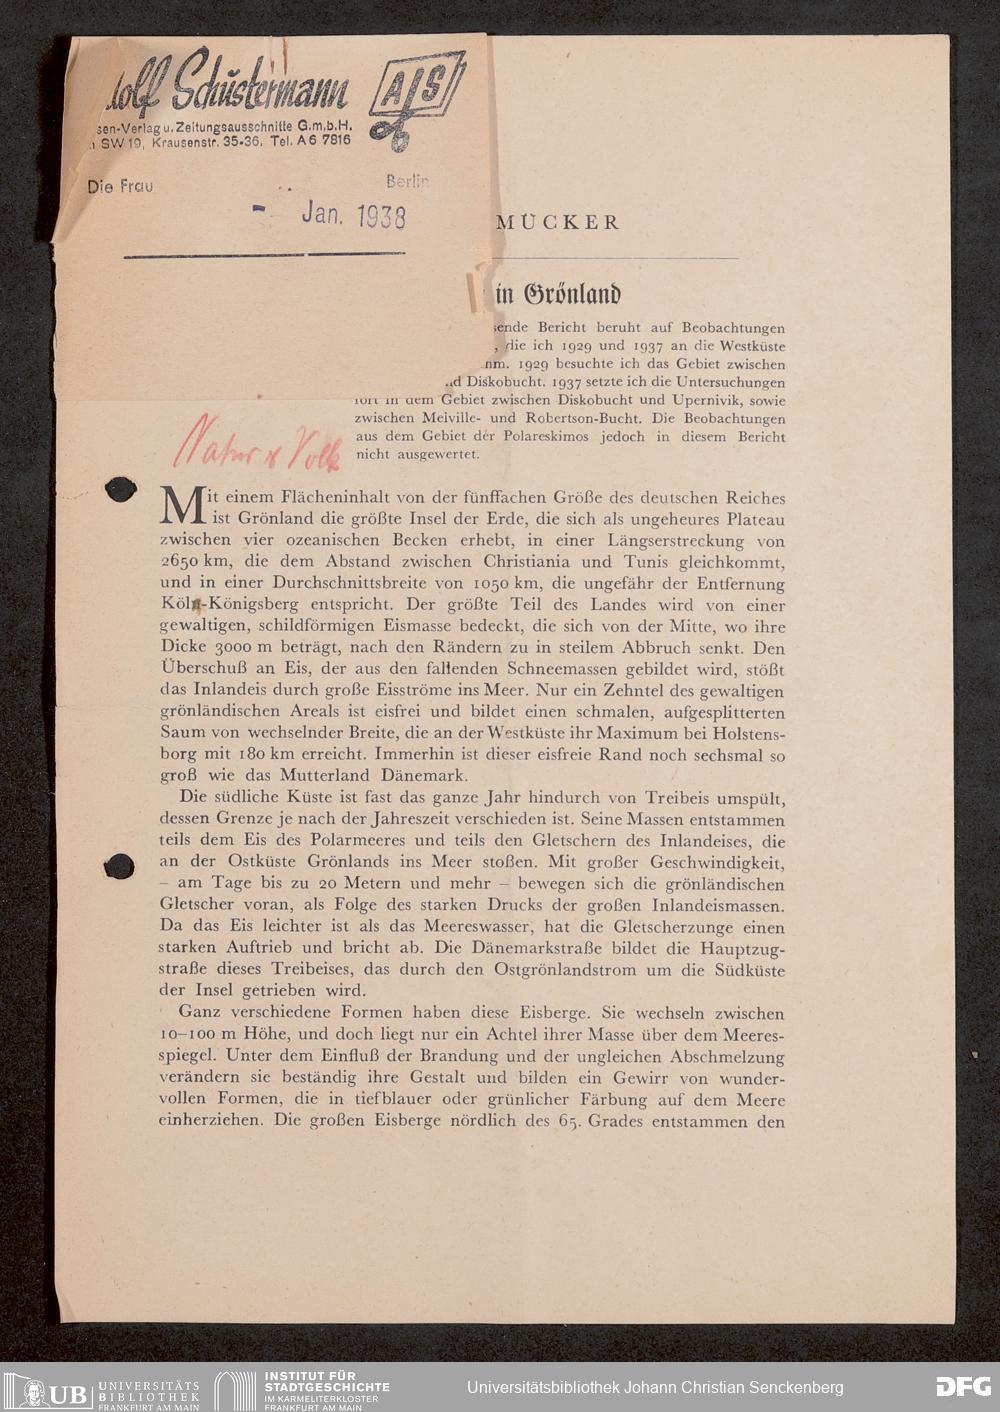 dolf Schustermann
sen-Verlag u. Zeitungsausschnitte G.m.b.H.
SW 19, Krausenstr. 35-36. Tel. A 6 7816
A/S
Die Frau Berlin
- Jan. 1938
MÜCKER
in Grönland
sende Bericht beruht auf Beobachtungen
, die ich 1929 und 1937 an die Westküste
hm. 1929 besuchte ich das Gebiet zwischen
nd Diskobucht. 1937 setzte ich die Untersuchungen
fort in dem Gebiet zwischen Diskobucht und Upernivik, sowie
zwischen Melville- und Robertson-Bucht. Die Beobachtungen
aus dem Gebiet der Polareskimos jedoch in diesem Bericht
nicht ausgewertet.
Natur & Volk
Mit einem Flächeninhalt von der fünffachen Größe des deutschen Reiches
ist Grönland die größte Insel der Erde, die sich als ungeheures Plateau
zwischen vier ozeanischen Becken erhebt, in einer Längserstreckung von
2650 km, die dem Abstand zwischen Christiania und Tunis gleichkommt,
und in einer Durchschnittsbreite von 1050 km, die ungefähr der Entfernung
Köln-Königsberg entspricht. Der größte Teil des Landes wird von einer
gewaltigen, schildförmigen Eismasse bedeckt, die sich von der Mitte, wo ihre
Dicke 3000 m beträgt, nach den Rändern zu in steilem Abbruch senkt. Den
Überschuß an Eis, der aus den fallenden Schneemassen gebildet wird, stößt
das Inlandeis durch große Eisströme ins Meer. Nur ein Zehntel des gewaltigen
grönländischen Areals ist eisfrei und bildet einen schmalen, aufgesplitterten
Saum von wechselnder Breite, die an der Westküste ihr Maximum bei Holstens-
borg mit 180 km erreicht. Immerhin ist dieser eisfreie Rand noch sechsmal so
groß wie das Mutterland Dänemark.
Die südliche Küste ist fast das ganze Jahr hindurch von Treibeis umspült,
dessen Grenze je nach der Jahreszeit verschieden ist. Seine Massen entstammen
teils dem Eis des Polarmeeres und teils den Gletschern des Inlandeises, die
an der Ostküste Grönlands ins Meer stoßen. Mit großer Geschwindigkeit,
– am Tage bis zu 20 Metern und mehr – bewegen sich die grönländischen
Gletscher voran, als Folge des starken Drucks der großen Inlandeismassen.
Da das Eis leichter ist als das Meereswasser, hat die Gletscherzunge einen
starken Auftrieb und bricht ab. Die Dänemarkstraße bildet die Hauptzug-
straße dieses Treibeises, das durch den Ostgrönlandstrom um die Südküste
der Insel getrieben wird.
Ganz verschiedene Formen haben diese Eisberge. Sie wechseln zwischen
10–100 m Höhe, und doch liegt nur ein Achtel ihrer Masse über dem Meeres-
spiegel. Unter dem Einfluß der Brandung und der ungleichen Abschmelzung
verändern sie beständig ihre Gestalt und bilden ein Gewirr von wunder-
vollen Formen, die in tiefblauer oder grünlicher Färbung auf dem Meere
einherziehen. Die großen Eisberge nördlich des 65. Grades entstammen den
UB UNIVERSITÄTS
BIBLIOTHEK
FRANKFURT AM MAIN
INSTITUT FÜR
STADTGESCHICHTE
IM KARMELITERKLOSTER
FRANKFURT AM MAIN
Universitätsbibliothek Johann Christian Senckenberg
DFG